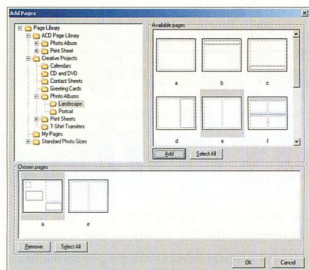 Add Pages
Page Library
ACD Page Library
Photo Album
Print Sheet
Creative Projects
Calendars
CD and DVD
Contact Sheets
Greeting Cards
Photo Albums
Landscape
Portrait
Print Sheets
T-Shirt Transfers
My Pages
Standard Photo Sizes
Available pages
a b c
d e f
Add Select All
Chosen pages
a e
Remove Select All
OK Cancel